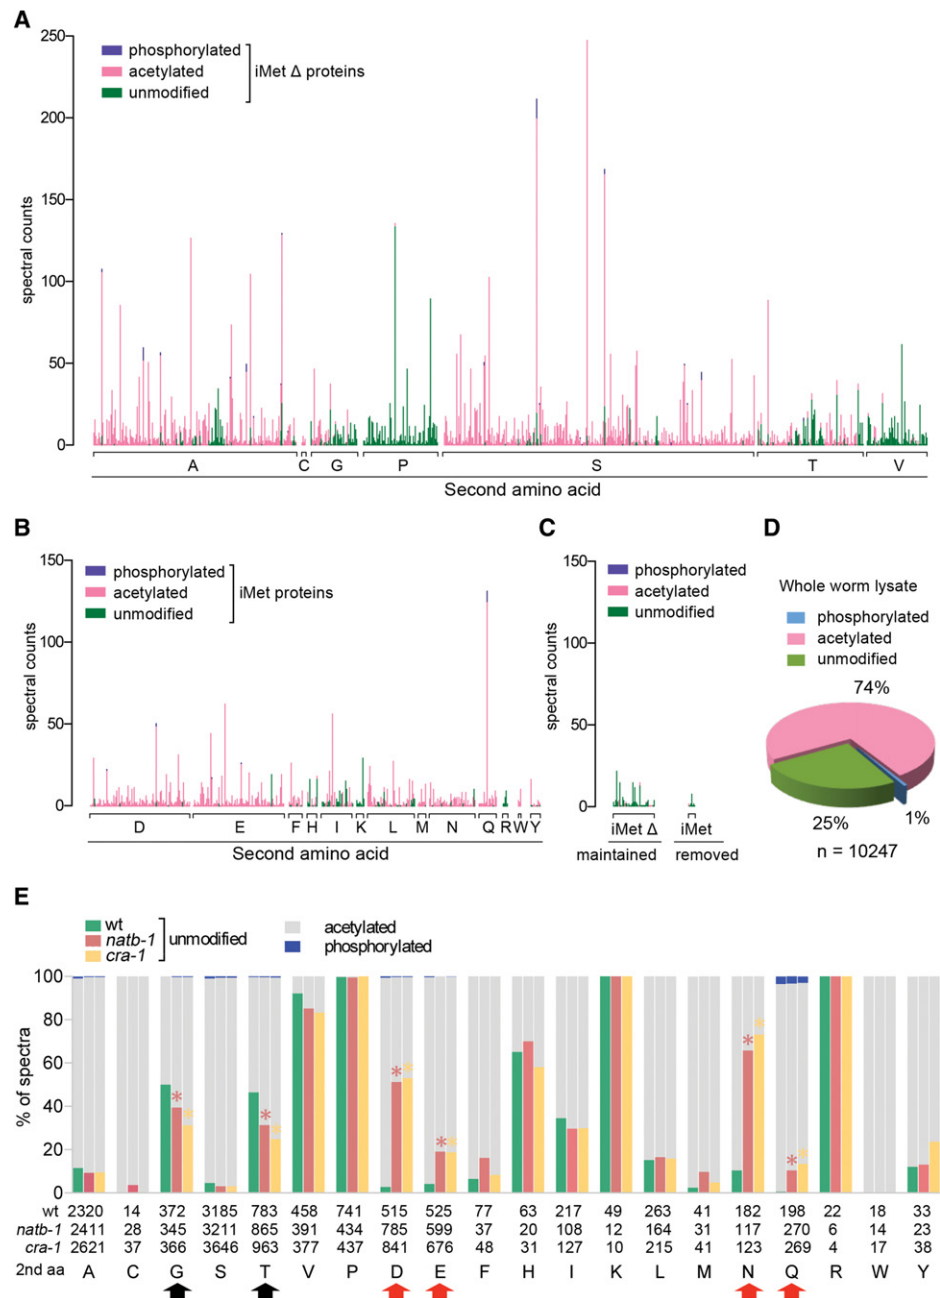 A
250
200
150
100
50
0
spectral counts
phosphorylated
acetylated
unmodified
iMet Δ proteins
A C G P S T V
Second amino acid
B
150
100
50
0
spectral counts
phosphorylated
acetylated
unmodified
iMet proteins
D E F H I K L M N Q R W Y
Second amino acid
C
150
100
50
0
spectral counts
phosphorylated
acetylated
unmodified
iMet Δ iMet
maintained removed
D
Whole worm lysate
phosphorylated
acetylated
unmodified
74%
25%
1%
n = 10247
E
wt
natb-1
cra-1
unmodified
acetylated
phosphorylated
100
80
60
40
20
0
% of spectra
* * * * * *
* * * * * *
wt 2320 14 372 3185 783 458 741 515 525 77 63 217 49 263 41 182 198 22 18 33
natb-1 2411 28 345 3211 865 391 434 785 599 37 20 108 12 164 31 117 270 6 14 23
cra-1 2621 37 366 3646 963 377 437 841 676 48 31 127 10 215 41 123 269 4 17 38
2nd aa A C G S T V P D E F H I K L M N Q R W Y